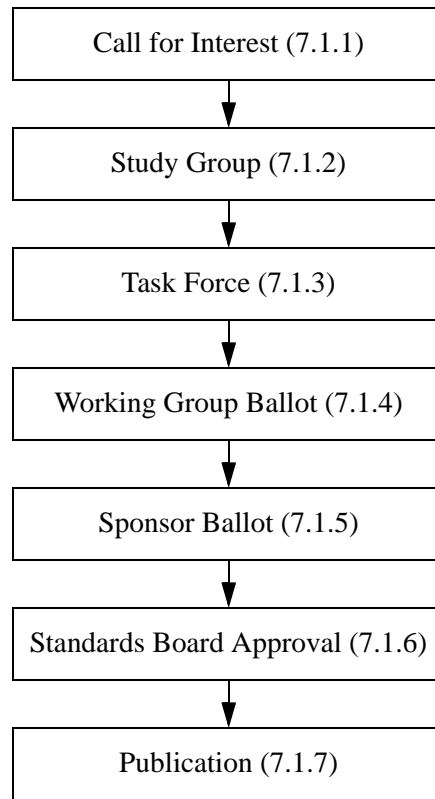 Call for Interest (7.1.1)
Study Group (7.1.2)
Task Force (7.1.3)
Working Group Ballot (7.1.4)
Sponsor Ballot (7.1.5)
Standards Board Approval (7.1.6)
Publication (7.1.7)